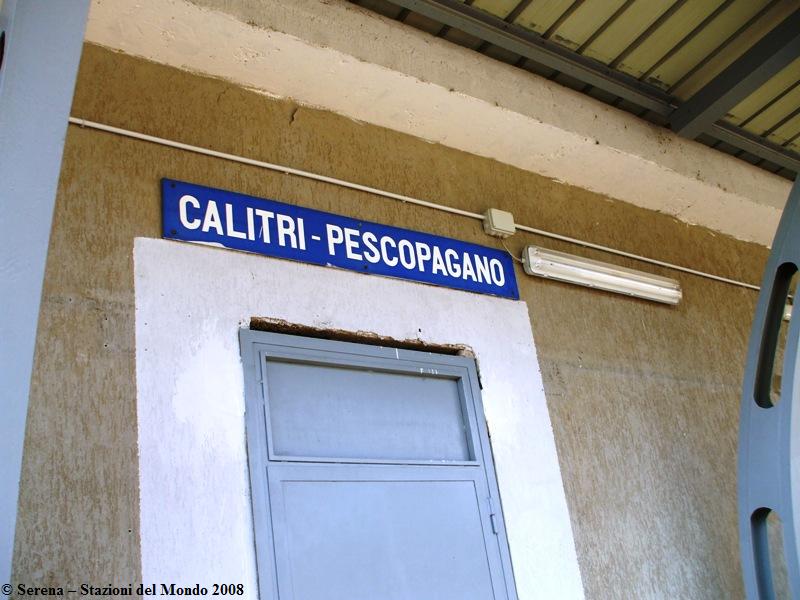 CALITRI - PESCOPAGANO
© Serena – Stazioni del Mondo 2008